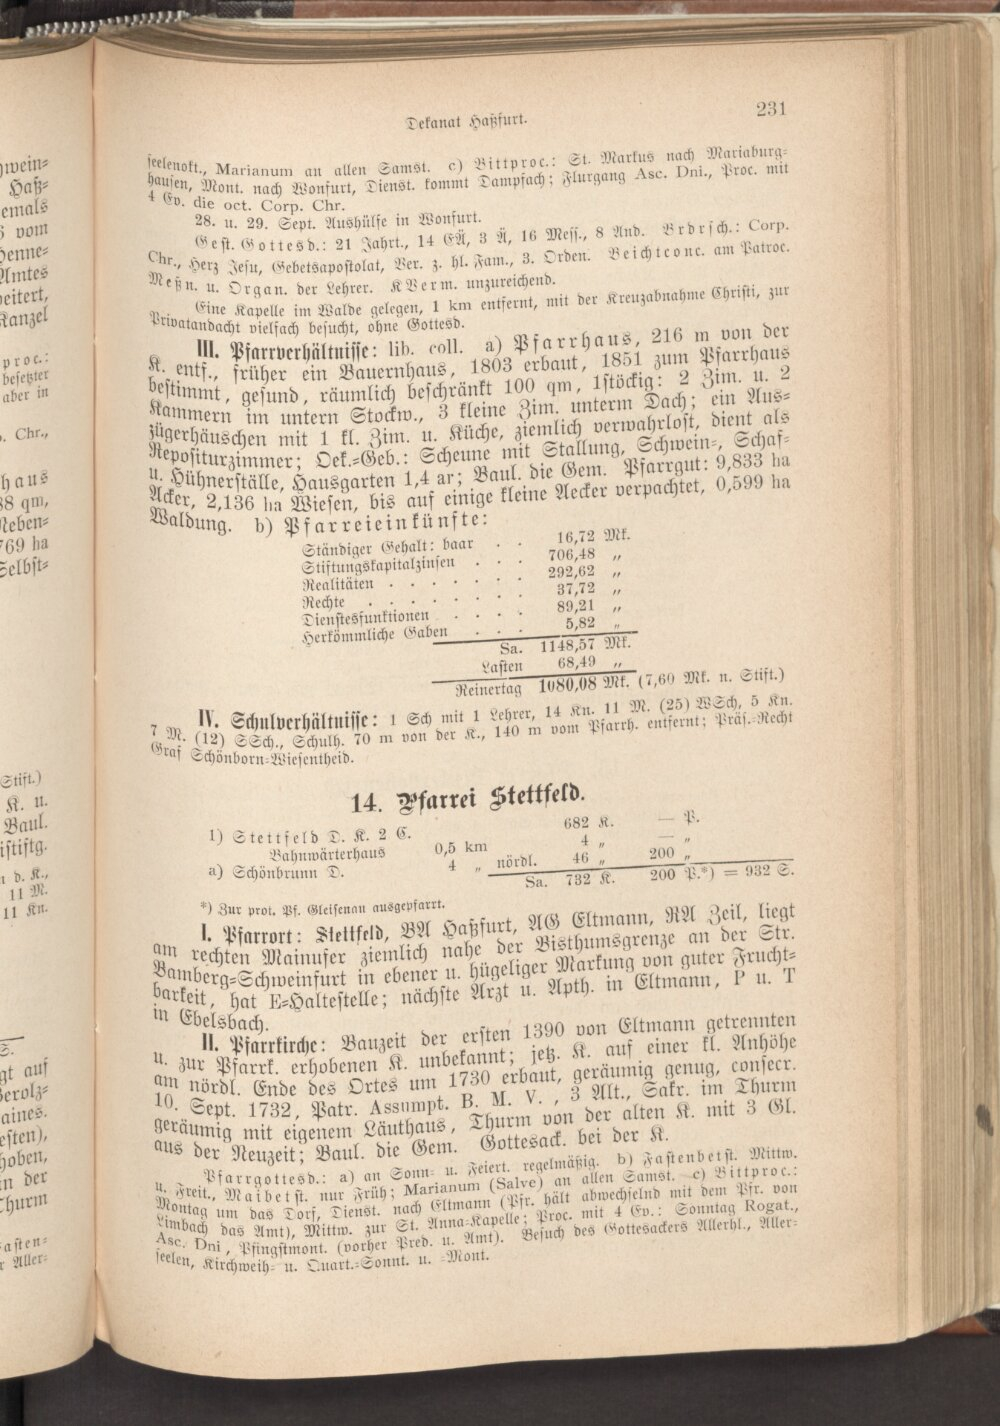 Dekanat Haßfurt.
231
seelenokt., Marianum an allen Samst. c) Bittproc.: St. Markus nach Mariaburg-
hausen, Mont. nach Wonfurt, Dienst. kommt Dampfach; Flurgang Asc. Dni., Proc. mit
4 Ev. die oct. Corp. Chr.
28. u. 29. Sept. Aushülfe in Wonfurt.
Gest. Gottesd.: 21 Jahrt., 14 EÄ, 3 Ä, 16 Mess., 8 And. Brdrsch.: Corp.
Chr., Herz Jesu, Gebetsapostolat, Ver. z. hl. Fam., 3. Orden. Beichtconc. am Patroc.
Meßn. u. Organ. der Lehrer. KVerm. unzureichend.
Eine Kapelle im Walde gelegen, 1 km entfernt, mit der Kreuzabnahme Christi, zur
Privatandacht vielfach besucht, ohne Gottesd.
III. Pfarrverhältnisse: lib. coll. a) Pfarrhaus, 216 m von der
K. entf., früher ein Bauernhaus, 1803 erbaut, 1851 zum Pfarrhaus
bestimmt, gesund, räumlich beschränkt 100 qm, 1stöckig: 2 Zim. u. 2
Kammern im untern Stockw., 3 kleine Zim. unterm Dach; ein Aus-
zügerhäuschen mit 1 kl. Zim. u. Küche, ziemlich verwahrlost, dient als
Repositurzimmer; Oek.-Geb.: Scheune mit Stallung, Schwein-, Schaf-
u. Hühnerställe, Hausgarten 1,4 ar; Baul. die Gem. Pfarrgut: 9,833 ha
Äcker, 2,136 ha Wiesen, bis auf einige kleine Aecker verpachtet, 0,599 ha
Waldung. b) Pfarreieinkünfte:
Ständiger Gehalt: baar . . 16,72 Mk.
Stiftungskapitalzinsen . . . 706,48 „
Realitäten . . . . . . . 292,62 „
Rechte . . . . . . . . 37,72 „
Dienstesfunktionen . . . . 89,21 „
Herkömmliche Gaben . . . 5,82 „
Sa. 1148,57 Mk.
Lasten 68,49 „
Reinertag 1080,08 Mk. (7,60 Mk. n. Stift.)
IV. Schulverhältnisse: 1 Sch mit 1 Lehrer, 14 Kn. 11 M. (25) WSch, 5 Kn.
7 M. (12) SSch., Schulh. 70 m von der K., 140 m vom Pfarrh. entfernt; Präs.-Recht
Graf Schönborn-Wiesentheid.
14. Pfarrei Stettfeld.
1) Stettfeld D. K. 2 C. 682 K. — P.
Bahnwärterhaus 0,5 km 4 „ — „
a) Schönbrunn D. 4 „ nördl. 46 „ 200 „
Sa. 732 K. 200 P.*) = 932 S.
*) Zur prot. Pf. Gleisenau ausgepfarrt.
I. Pfarrort: Stettfeld, BA Haßfurt, AG Eltmann, RA Zeil, liegt
am rechten Mainufer ziemlich nahe der Bisthumsgrenze an der Str.
Bamberg-Schweinfurt in ebener u. hügeliger Markung von guter Frucht-
barkeit, hat E-Haltestelle; nächste Arzt u. Apth. in Eltmann, P u. T
in Ebelsbach.
II. Pfarrkirche: Bauzeit der ersten 1390 von Eltmann getrennten
u. zur Pfarrk. erhobenen K. unbekannt; jetz. K. auf einer kl. Anhöhe
am nördl. Ende des Ortes um 1730 erbaut, geräumig genug, consecr.
10. Sept. 1732, Patr. Assumpt. B. M. V., 3 Alt., Sakr. im Thurm
geräumig mit eigenem Läuthaus, Thurm von der alten K. mit 3 Gl.
aus der Neuzeit; Baul. die Gem. Gottesack. bei der K.
Pfarrgottesd.: a) an Sonn- u. Feiert. regelmäßig. b) Fastenbetst. Mittw.
u. Freit., Maibetst. nur Früh; Marianum (Salve) an allen Samst. c) Bittproc.:
Montag um das Dorf, Dienst. nach Eltmann (Pfr. hält abwechselnd mit dem Pfr. von
Limbach das Amt), Mittw. zur St. Anna-Kapelle; Proc. mit 4 Ev.: Sonntag Rogat.,
Asc. Dni, Pfingstmont. (vorher Pred. u. Amt). Besuch des Gottesackers Allerhl., Aller-
seelen, Kirchweih- u. Quart.-Sonnt. u. -Mont.